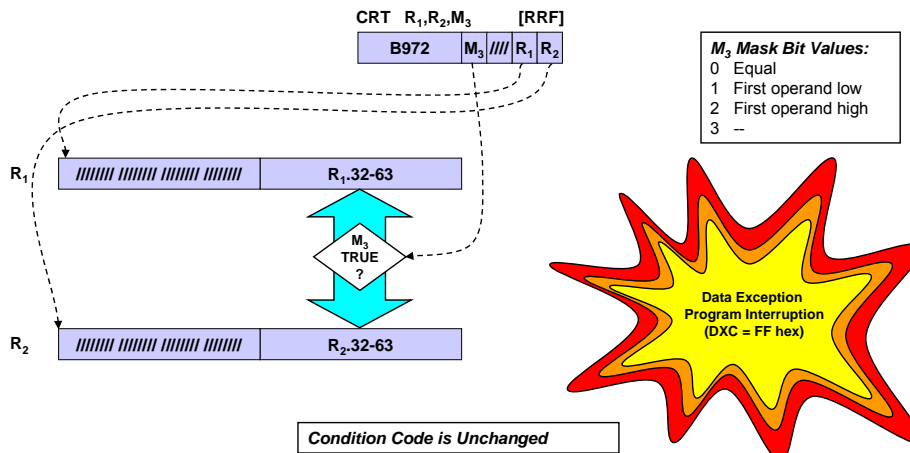 CRT R₁,R₂,M₃ [RRF]
B972 M₃ //// R₁ R₂
M₃ Mask Bit Values:
0 Equal
1 First operand low
2 First operand high
3 --
R₁ //////// //////// //////// //////// R₁.32-63
M₃
TRUE
?
Data Exception
Program Interruption
(DXC = FF hex)
R₂ //////// //////// //////// //////// R₂.32-63
Condition Code is Unchanged